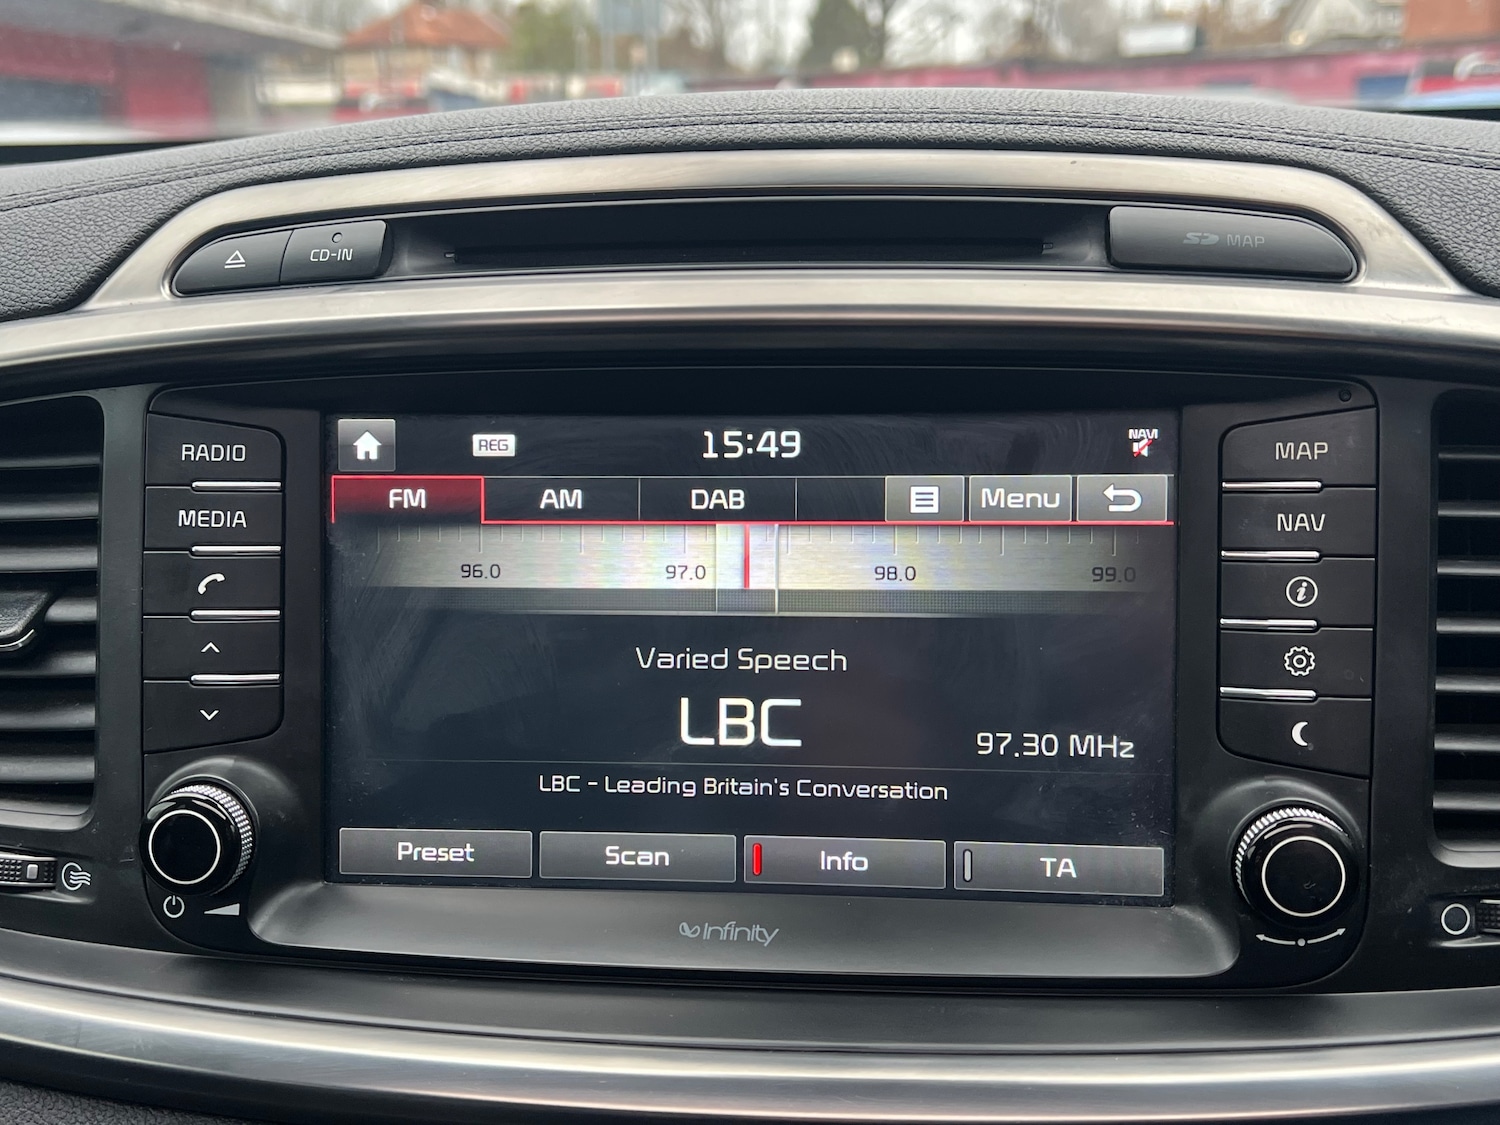 CD-IN
SD MAP
RADIO
MEDIA
REG
15:49
NAVI
FM AM DAB Menu
96.0 97.0 98.0 99.0
Varied Speech
LBC
97.30 MHz
LBC - Leading Britain's Conversation
Preset Scan Info TA
MAP
NAV
Infinity